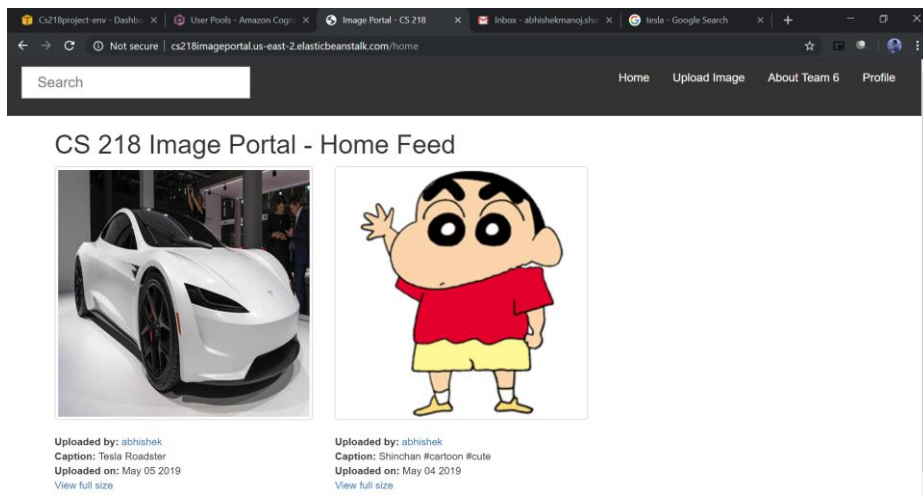 Cs218project-env - Dashbo
User Pools - Amazon Cogni
Image Portal - CS 218
Inbox - abhishekmanoj.shar
tesla - Google Search
Not secure | cs218imageportal.us-east-2.elasticbeanstalk.com/home
Search
Home
Upload Image
About Team 6
Profile
CS 218 Image Portal - Home Feed
Uploaded by: abhishek
Caption: Tesla Roadster
Uploaded on: May 05 2019
View full size
Uploaded by: abhishek
Caption: Shinchan #cartoon #cute
Uploaded on: May 04 2019
View full size